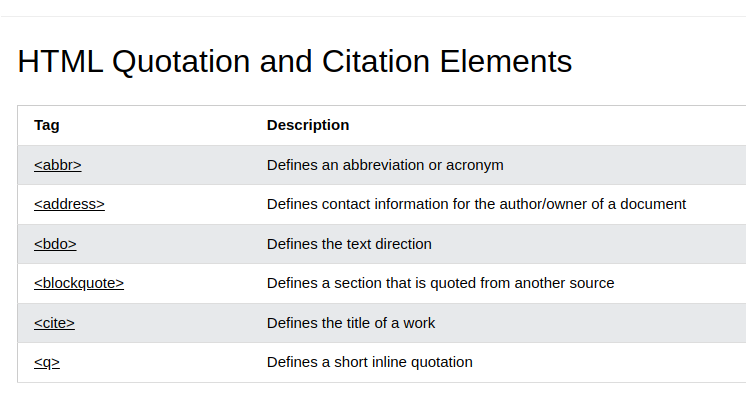 HTML Quotation and Citation Elements
Tag Description
<abbr> Defines an abbreviation or acronym
<address> Defines contact information for the author/owner of a document
<bdo> Defines the text direction
<blockquote> Defines a section that is quoted from another source
<cite> Defines the title of a work
<q> Defines a short inline quotation